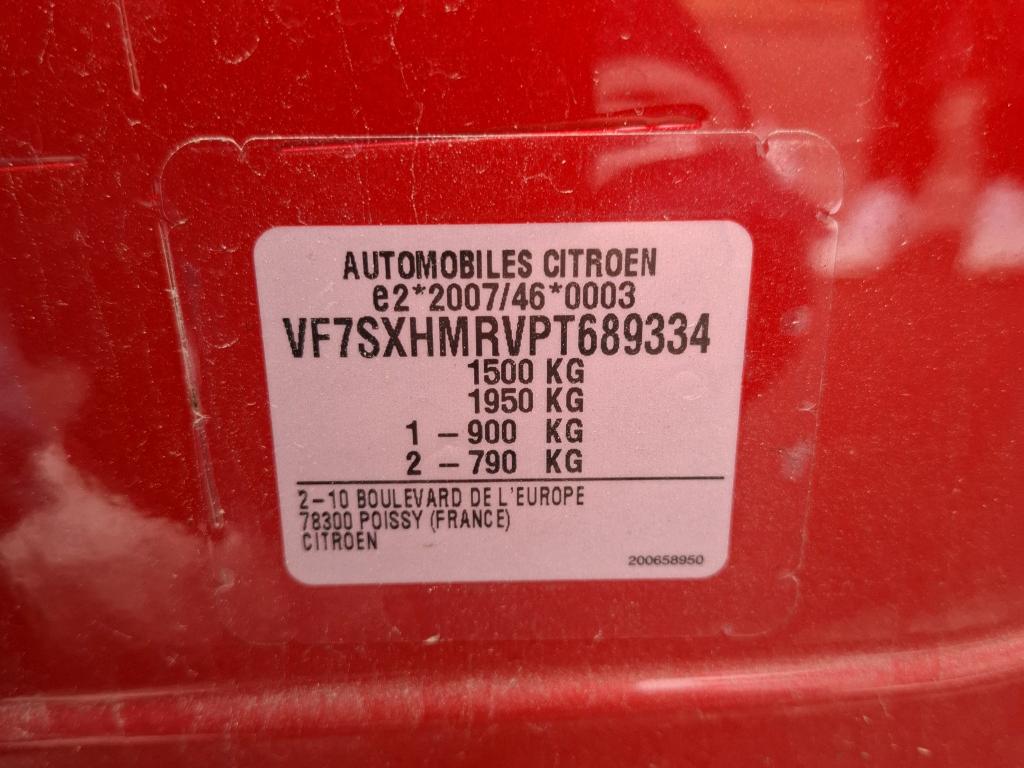 AUTOMOBILES CITROEN
e2*2007/46*0003
VF7SXHMRVPT689334
1500 KG
1950 KG
1 – 900 KG
2 – 790 KG
2–10 BOULEVARD DE L'EUROPE
78300 POISSY (FRANCE)
CITROEN
200658950